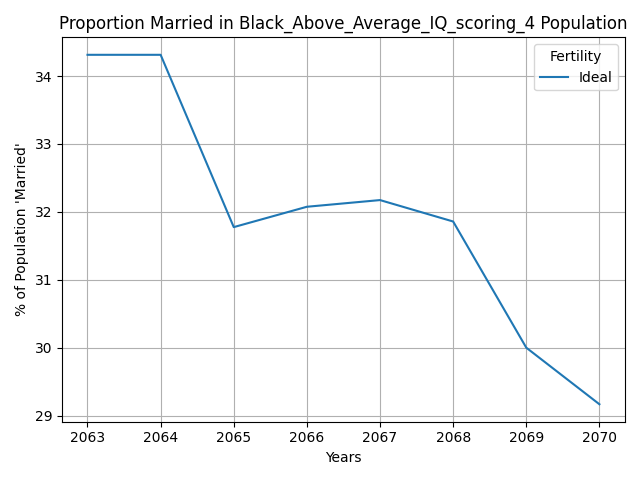 Proportion Married in Black_Above_Average_IQ_scoring_4 Population
Fertility
Ideal
% of Population 'Married'
34
33
32
31
30
29
2063 2064 2065 2066 2067 2068 2069 2070
Years